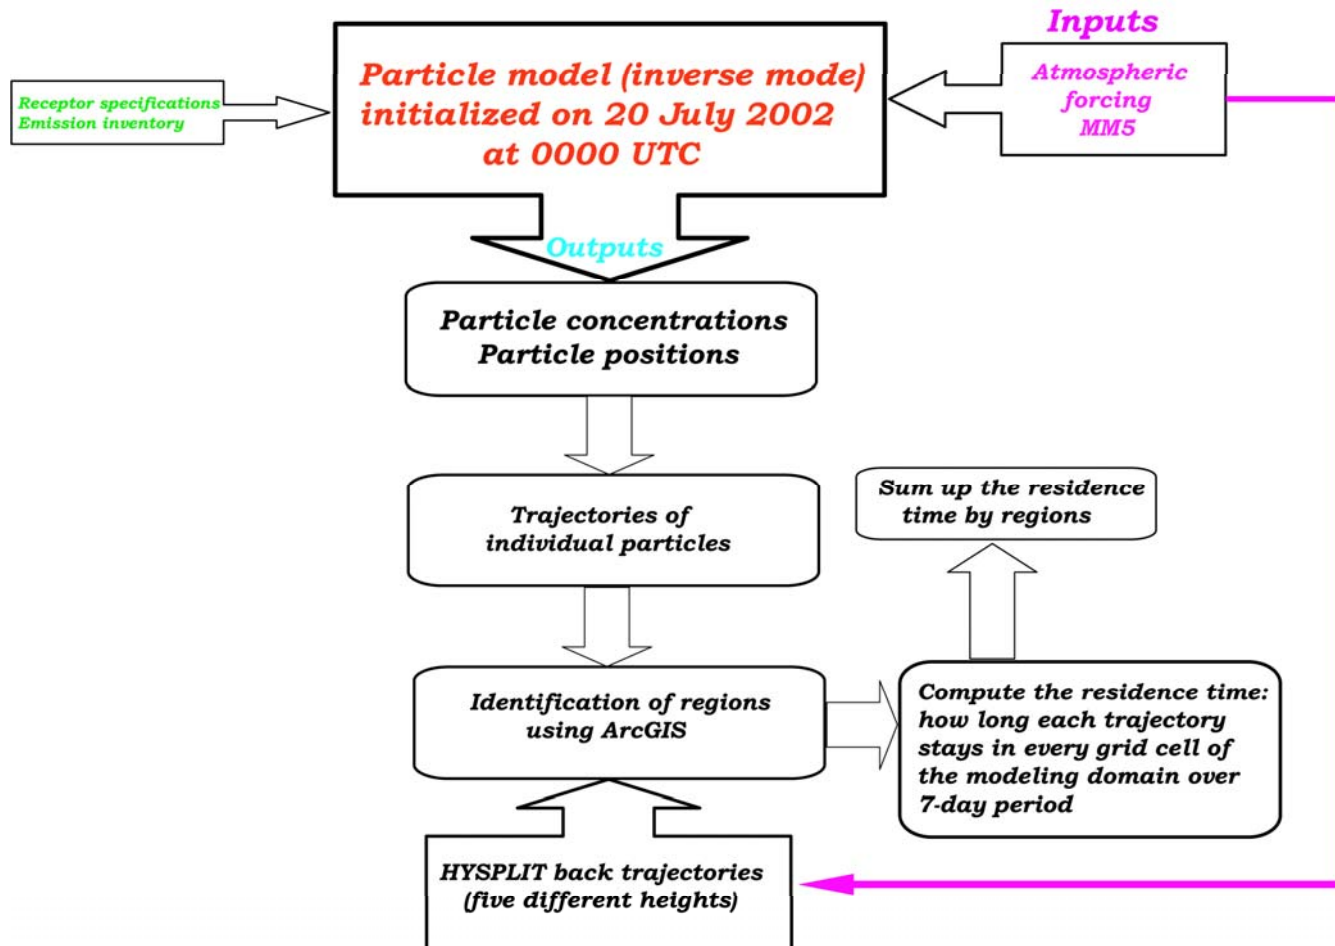 Inputs
Particle model (inverse mode)
initialized on 20 July 2002
at 0000 UTC
Atmospheric
forcing
MM5
Receptor specifications
Emission inventory
Outputs
Particle concentrations
Particle positions
Trajectories of
individual particles
Sum up the residence
time by regions
Identification of regions
using ArcGIS
Compute the residence time:
how long each trajectory
stays in every grid cell of
the modeling domain over
7-day period
HYSPLIT back trajectories
(five different heights)